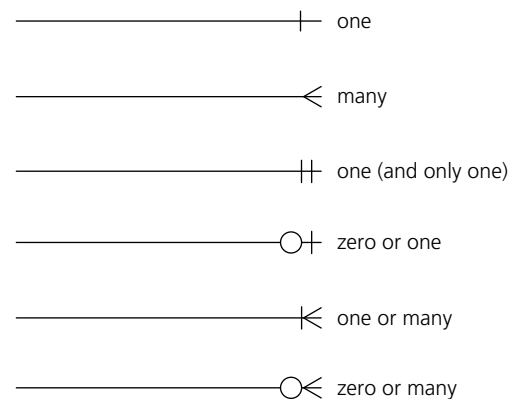 one
many
one (and only one)
zero or one
one or many
zero or many